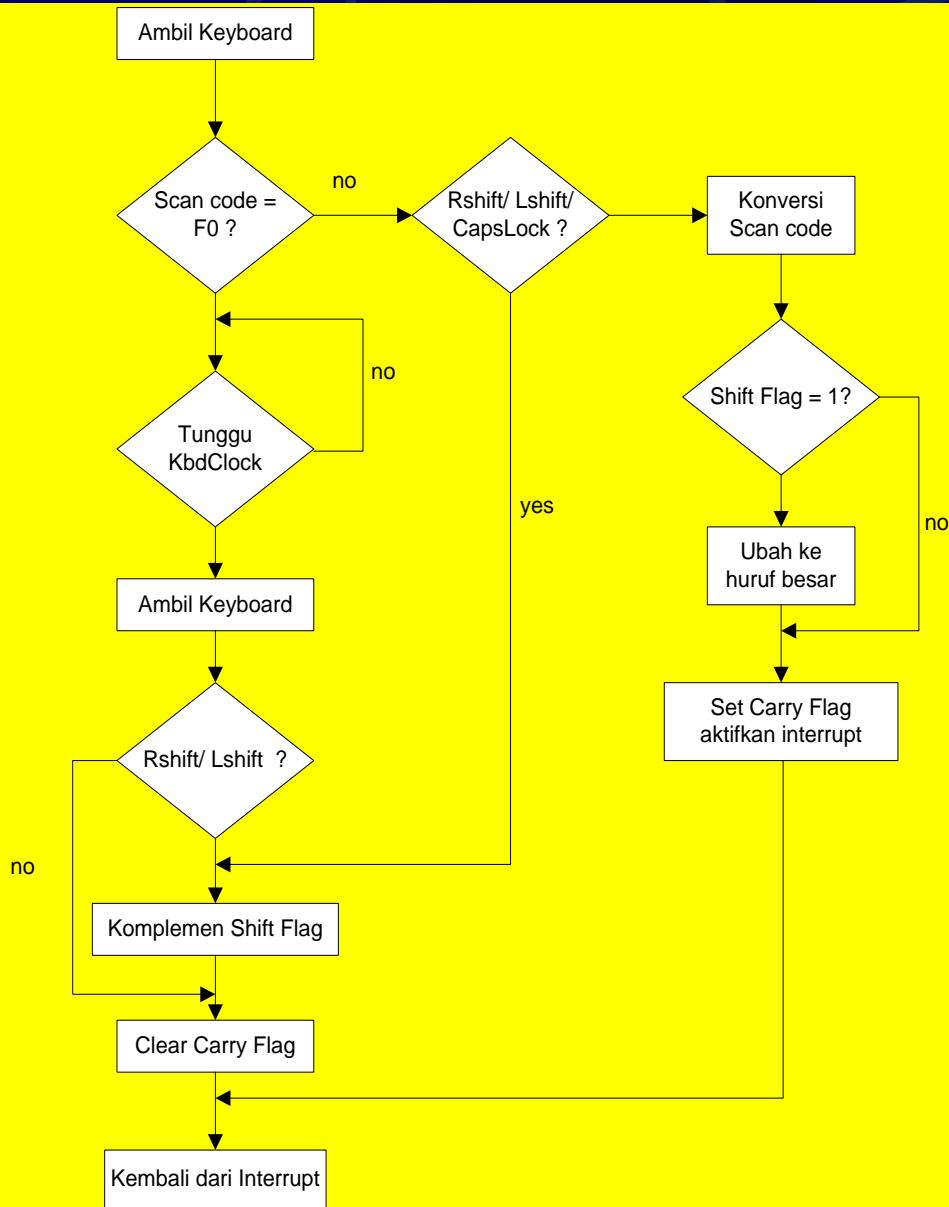 Ambil Keyboard
Scan code =
F0 ?
no
Rshift/ Lshift/
CapsLock ?
Konversi
Scan code
no
Tunggu
KbdClock
Shift Flag = 1?
yes
no
Ubah ke
huruf besar
Ambil Keyboard
Rshift/ Lshift ?
Set Carry Flag
aktifkan interrupt
no
Komplemen Shift Flag
Clear Carry Flag
Kembali dari Interrupt